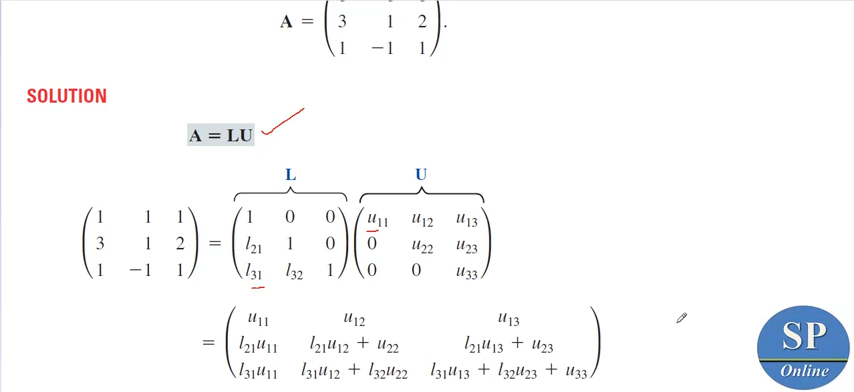 A = ( 3 1 2
1 −1 1 ).
SOLUTION
A = LU
L U
( 1 1 1 ) = ( 1 0 0 ) ( u₁₁ u₁₂ u₁₃ )
( 3 1 2 ) ( l₂₁ 1 0 ) ( 0 u₂₂ u₂₃ )
( 1 −1 1 ) ( l₃₁ l₃₂ 1 ) ( 0 0 u₃₃ )
= ( u₁₁ u₁₂ u₁₃ )
( l₂₁u₁₁ l₂₁u₁₂ + u₂₂ l₂₁u₁₃ + u₂₃ )
( l₃₁u₁₁ l₃₁u₁₂ + l₃₂u₂₂ l₃₁u₁₃ + l₃₂u₂₃ + u₃₃ )
SP
Online